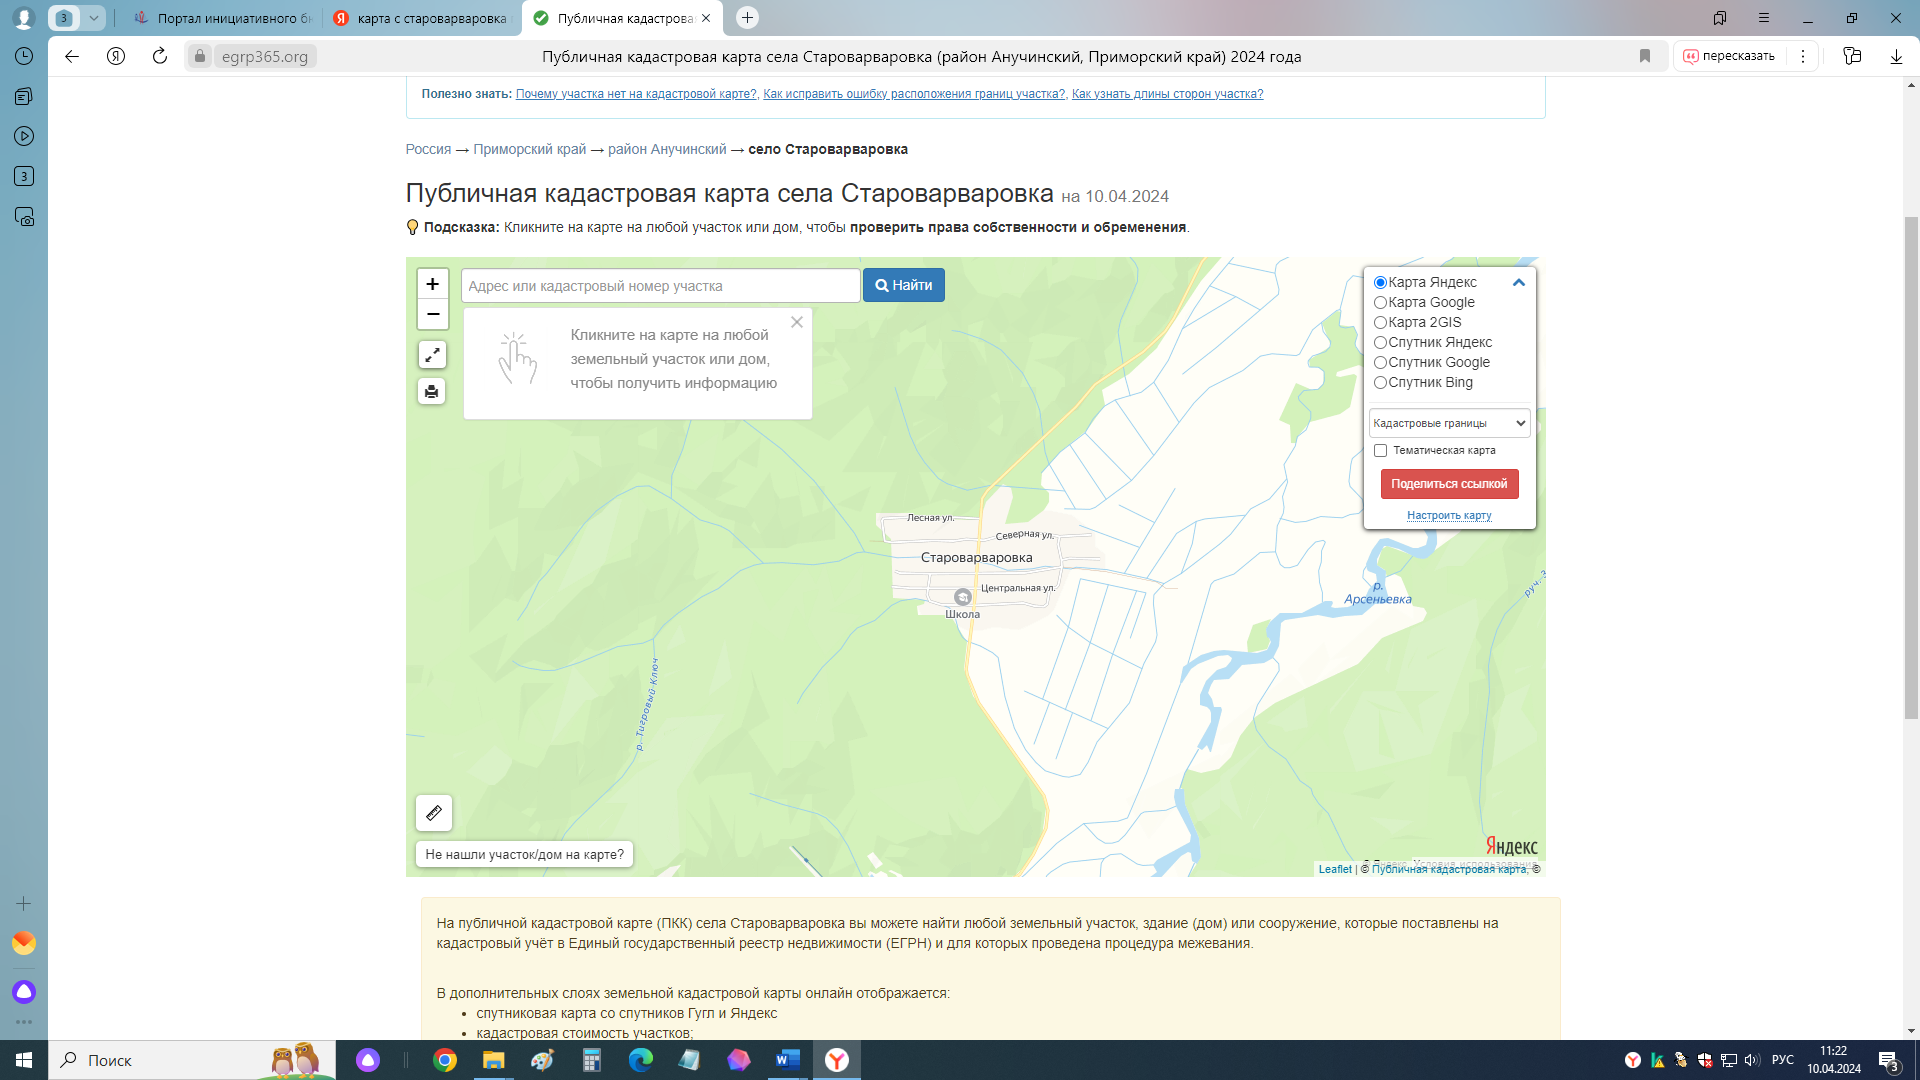 3
Портал инициативного б
карта с староварваровка
Публичная кадастрова
egrp365.org
Публичная кадастровая карта села Староварваровка (район Анучинский, Приморский край) 2024 года
пересказать
3
Полезно знать: Почему участка нет на кадастровой карте?, Как исправить ошибку расположения границ участка?, Как узнать длины сторон участка?
Россия → Приморский край → район Анучинский → село Староварваровка
Публичная кадастровая карта села Староварваровка на 10.04.2024
Подсказка: Кликните на карте на любой участок или дом, чтобы проверить права собственности и обременения.
+
−
Адрес или кадастровый номер участка
Найти
Кликните на карте на любой
земельный участок или дом,
чтобы получить информацию
Карта Яндекс
Карта Google
Карта 2GIS
Спутник Яндекс
Спутник Google
Спутник Bing
Кадастровые границы
Тематическая карта
Поделиться ссылкой
Настроить карту
Лесная ул.
Северная ул.
Староварваровка
Центральная ул.
Школа
р.
Арсеньевка
руч. З
р. Тигровый Ключ
Не нашли участок/дом на карте?
Яндекс
© Яндекс Условия использования
Leaflet | © Публичная кадастровая карта, ©
На публичной кадастровой карте (ПКК) села Староварваровка вы можете найти любой земельный участок, здание (дом) или сооружение, которые поставлены на
кадастровый учёт в Единый государственный реестр недвижимости (ЕГРН) и для которых проведена процедура межевания.
В дополнительных слоях земельной кадастровой карты онлайн отображается:
• спутниковая карта со спутников Гугл и Яндекс
• кадастровая стоимость участков;
Поиск
РУС
11:22
10.04.2024
3